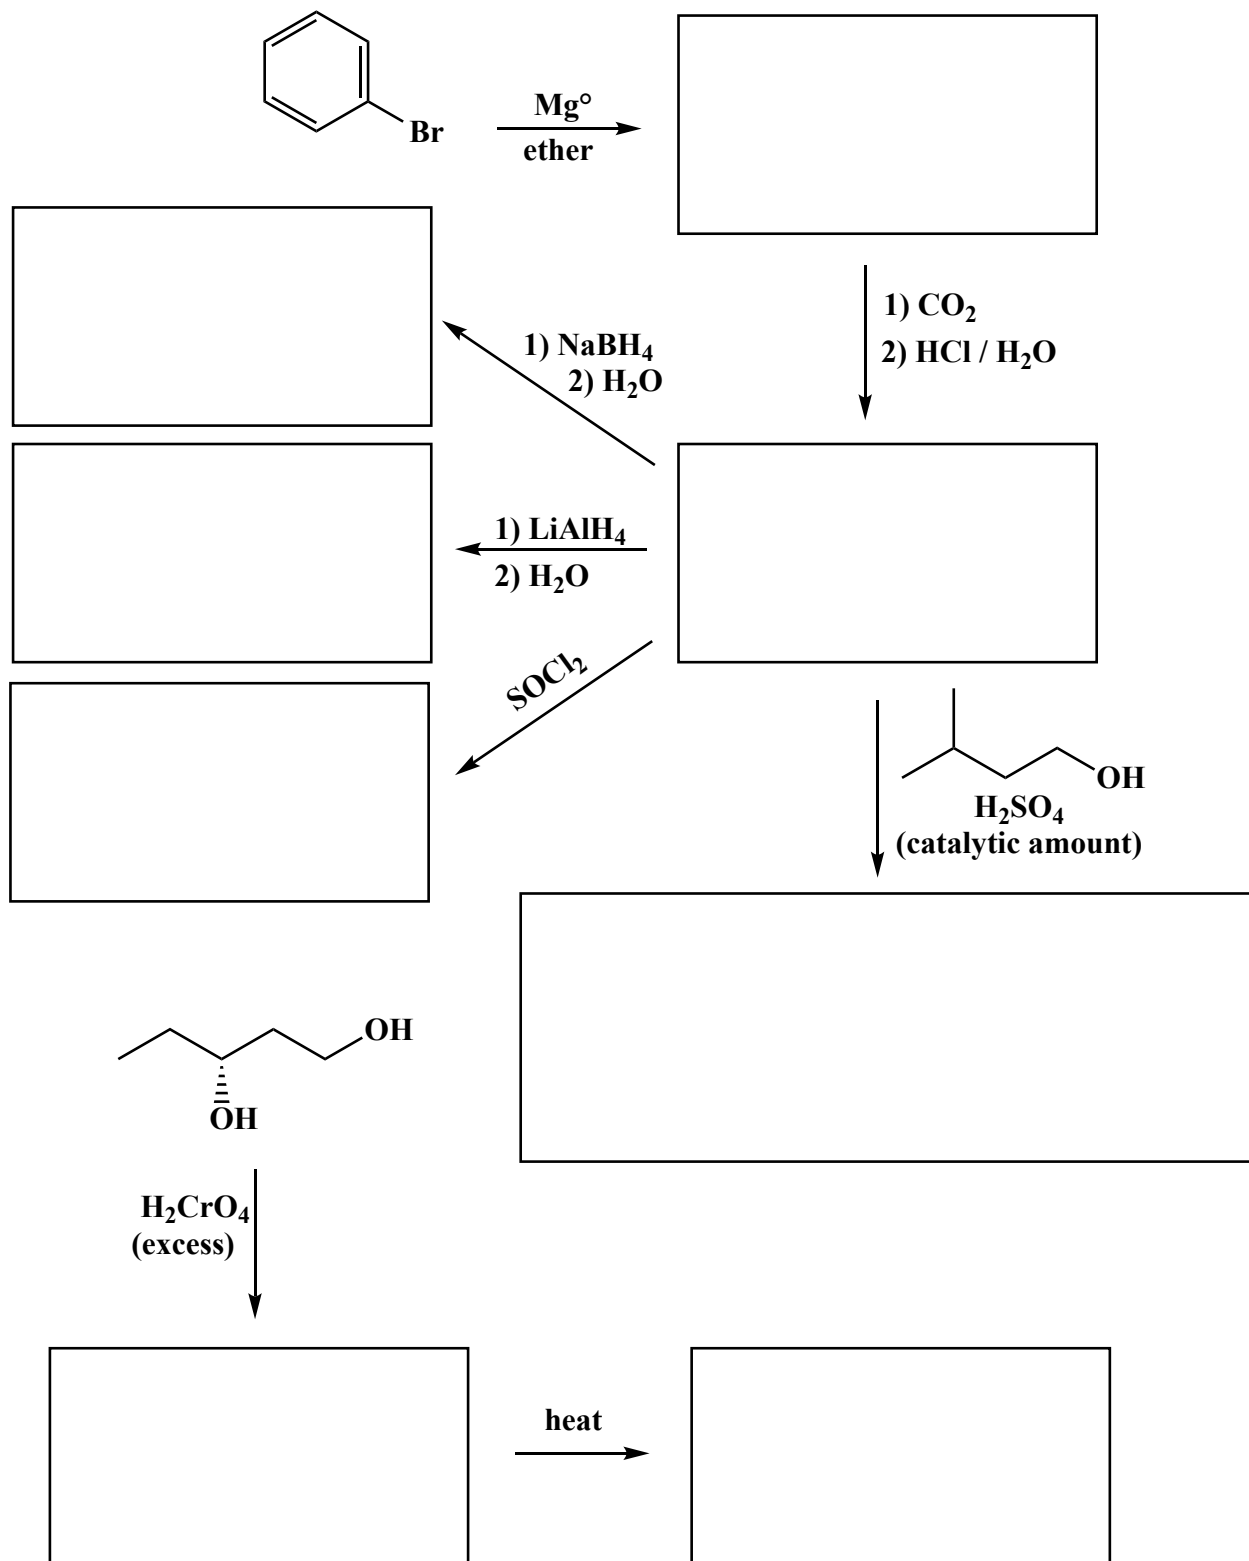 Br
Mg°
ether
1) CO₂
2) HCl / H₂O
1) NaBH₄
2) H₂O
1) LiAlH₄
2) H₂O
SOCl₂
OH
H₂SO₄
(catalytic amount)
OH
OH
H₂CrO₄
(excess)
heat